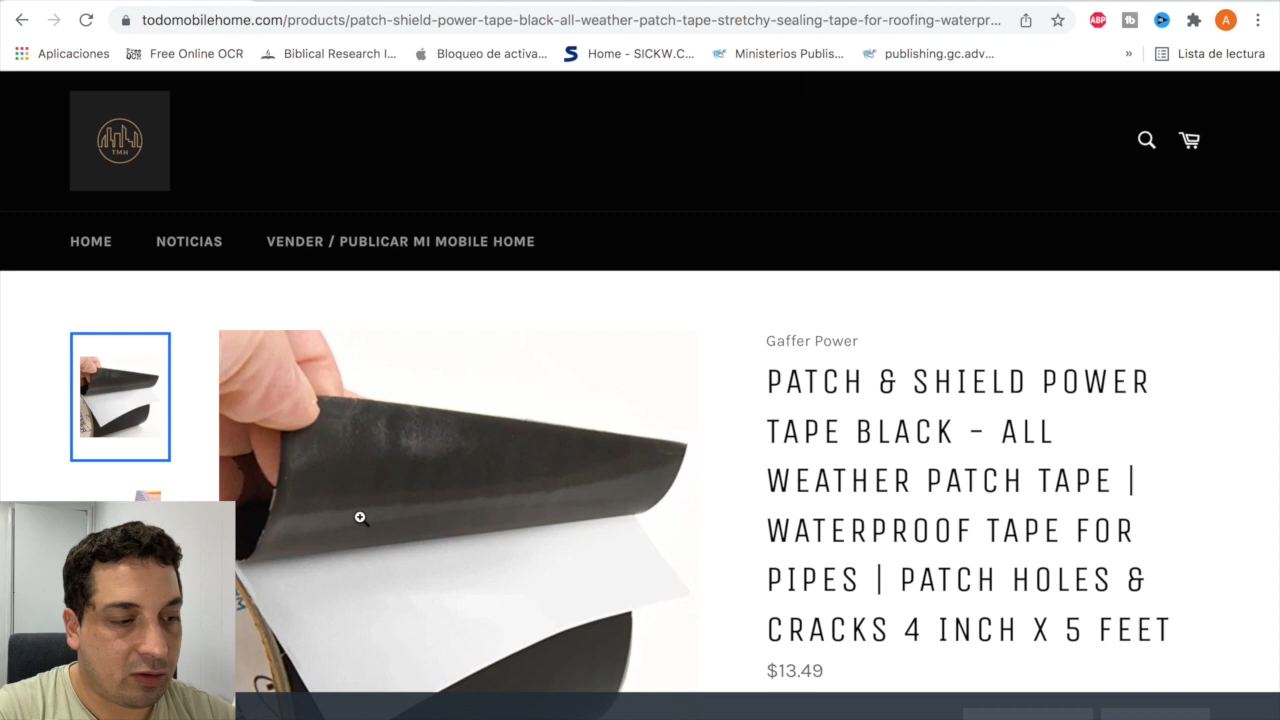 todomobilehome.com/products/patch-shield-power-tape-black-all-weather-patch-tape-stretchy-sealing-tape-for-roofing-waterpr...
ABP
A
Aplicaciones
Free Online OCR
Biblical Research I...
Bloqueo de activa...
Home - SICKW.C...
Ministerios Publis...
publishing.gc.adv...
»
Lista de lectura
TMH
HOME
NOTICIAS
VENDER / PUBLICAR MI MOBILE HOME
Gaffer Power
PATCH & SHIELD POWER
TAPE BLACK - ALL
WEATHER PATCH TAPE |
WATERPROOF TAPE FOR
PIPES | PATCH HOLES &
CRACKS 4 INCH X 5 FEET
$13.49